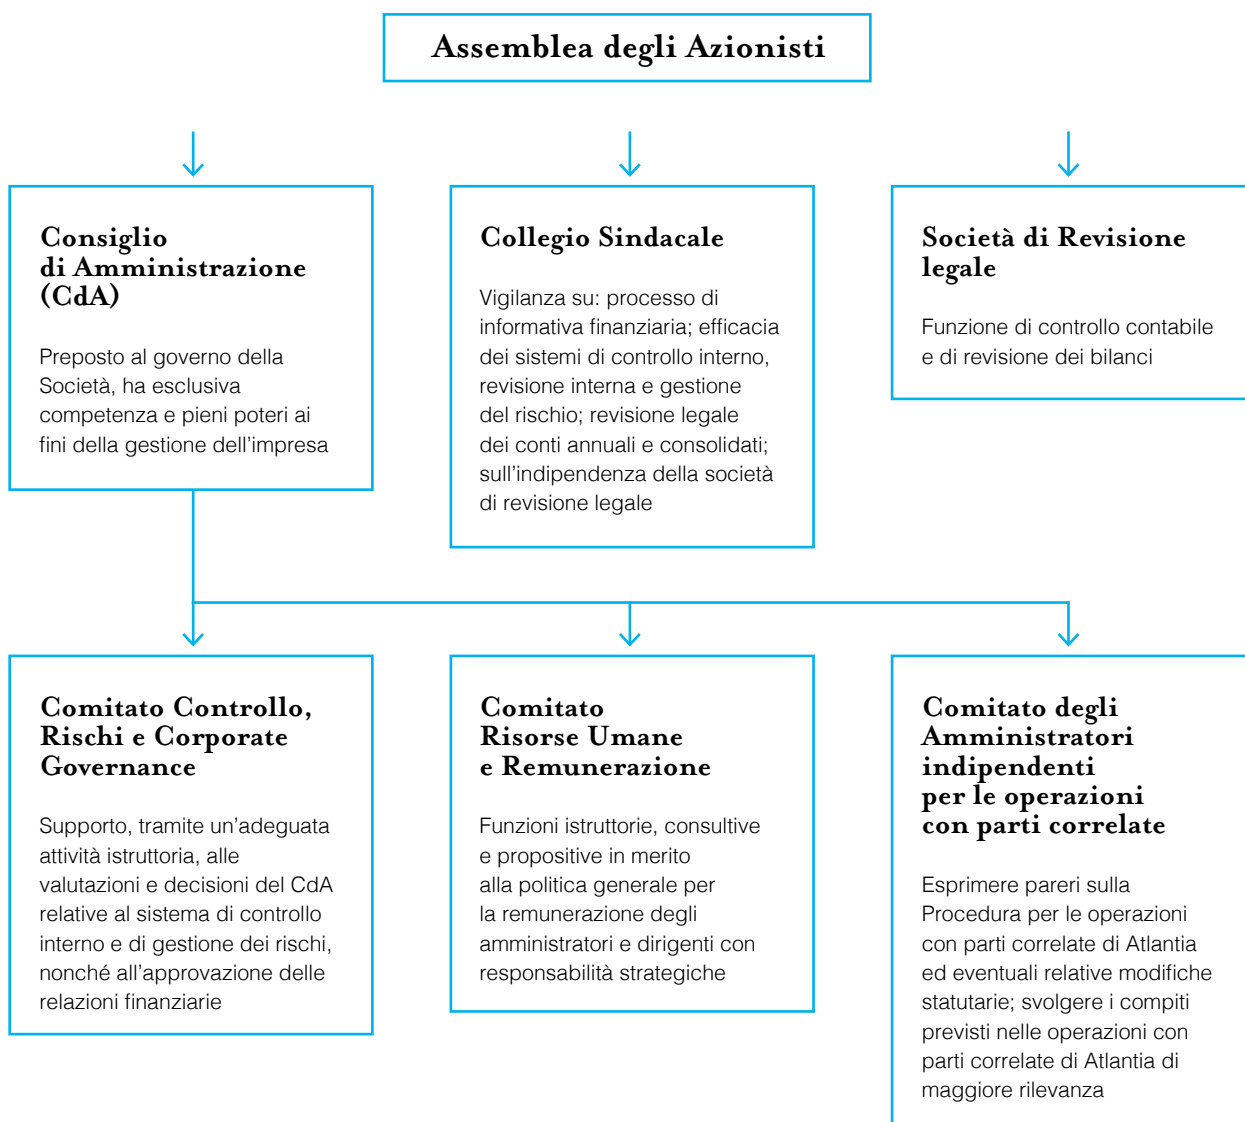 Assemblea degli Azionisti
Consiglio
di Amministrazione
(CdA)
Preposto al governo della
Società, ha esclusiva
competenza e pieni poteri ai
fini della gestione dell'impresa
Collegio Sindacale
Vigilanza su: processo di
informativa finanziaria; efficacia
dei sistemi di controllo interno,
revisione interna e gestione
del rischio; revisione legale
dei conti annuali e consolidati;
sull'indipendenza della società
di revisione legale
Società di Revisione
legale
Funzione di controllo contabile
e di revisione dei bilanci
Comitato Controllo,
Rischi e Corporate
Governance
Supporto, tramite un'adeguata
attività istruttoria, alle
valutazioni e decisioni del CdA
relative al sistema di controllo
interno e di gestione dei rischi,
nonché all'approvazione delle
relazioni finanziarie
Comitato
Risorse Umane
e Remunerazione
Funzioni istruttorie, consultive
e propositive in merito
alla politica generale per
la remunerazione degli
amministratori e dirigenti con
responsabilità strategiche
Comitato degli
Amministratori
indipendenti
per le operazioni
con parti correlate
Esprimere pareri sulla
Procedura per le operazioni
con parti correlate di Atlantia
ed eventuali relative modifiche
statutarie; svolgere i compiti
previsti nelle operazioni con
parti correlate di Atlantia di
maggiore rilevanza